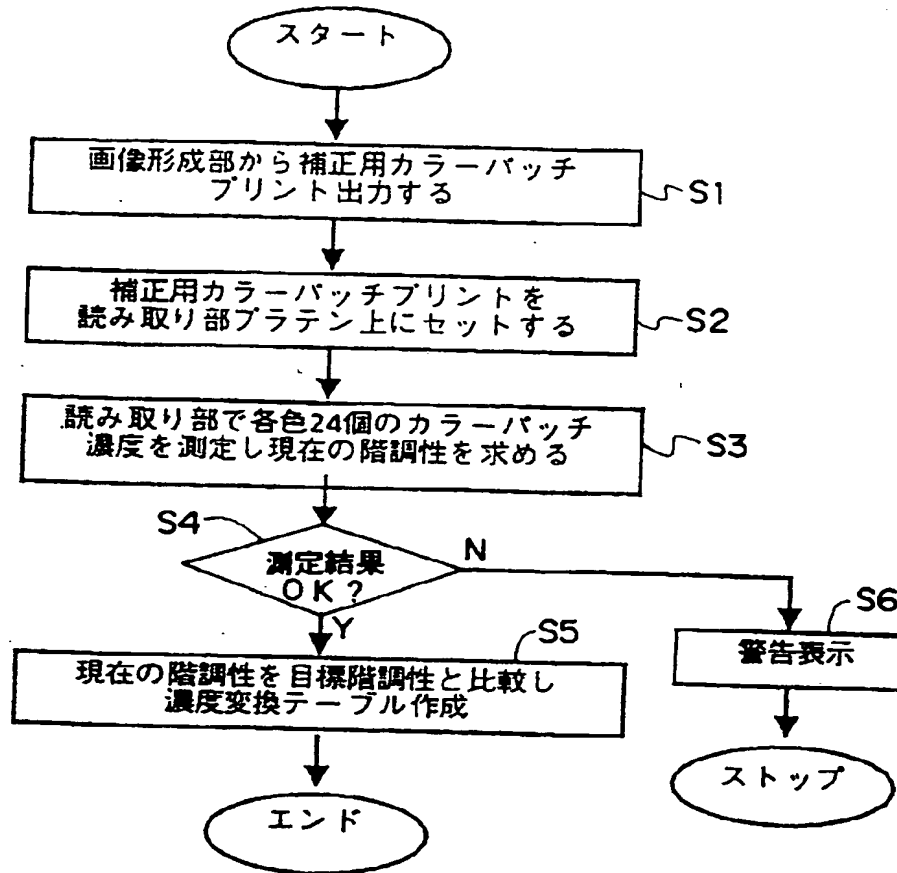 スタート
画像形成部から補正用カラーパッチ
プリント出力する
S1
補正用カラーパッチプリントを
読み取り部プラテン上にセットする
S2
読み取り部で各色24個のカラーパッチ
濃度を測定し現在の階調性を求める
S3
S4
測定結果
OK?
N
Y
S5
現在の階調性を目標階調性と比較し
濃度変換テーブル作成
S6
警告表示
エンド
ストップ